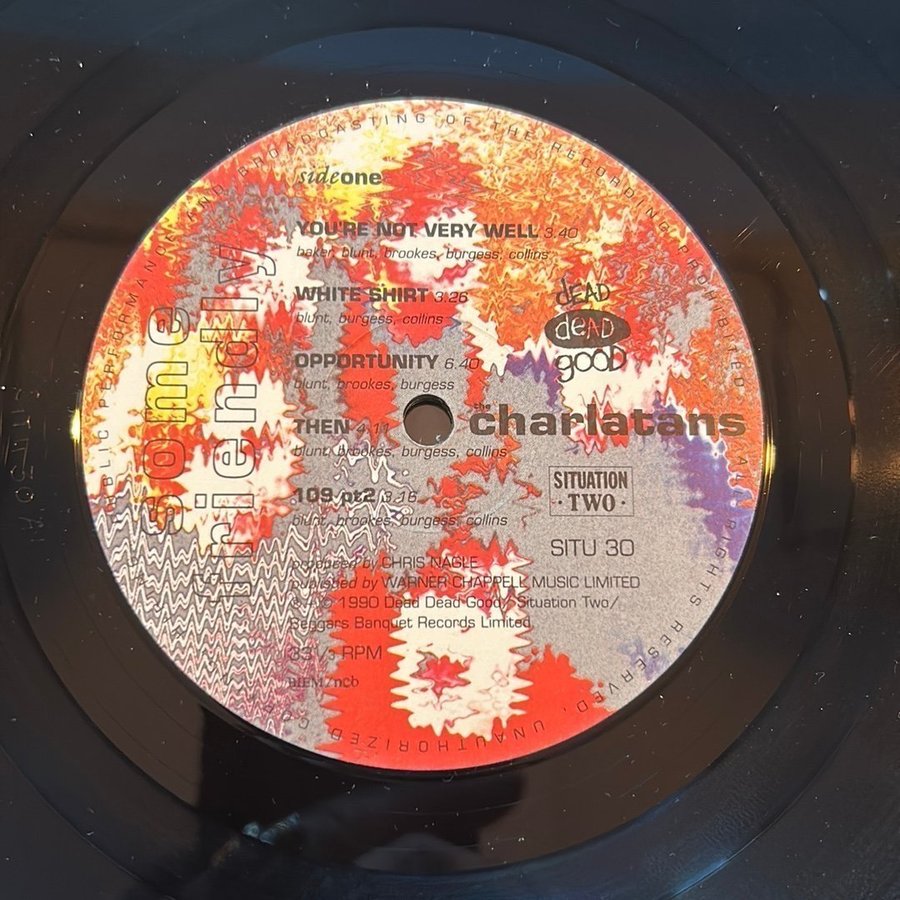 sideone
YOU'RE NOT VERY WELL 3.40
baker, blunt, brookes, burgess, collins
WHITE SHIRT 3.26
blunt, burgess, collins
OPPORTUNITY 6.40
blunt, brookes, burgess
THEN 4.11
blunt, brookes, burgess, collins
109 pt2 3.16
blunt, brookes, burgess, collins
produced by CHRIS NAGLE
published by WARNER CHAPPELL MUSIC LIMITED
1990 Dead Dead Good/ Situation Two/
Beggars Banquet Records Limited
33⅓ RPM
BIEM/ncb
some
friendly
dEAD
dEAD
gOOD
the
charlatans
SITUATION
·TWO·
SITU 30
UNAUTHORIZED
PUBLIC PERFORMANCE AND BROADCASTING OF THE RECORDING PROHIBITED ALL RIGHTS RESERVED.